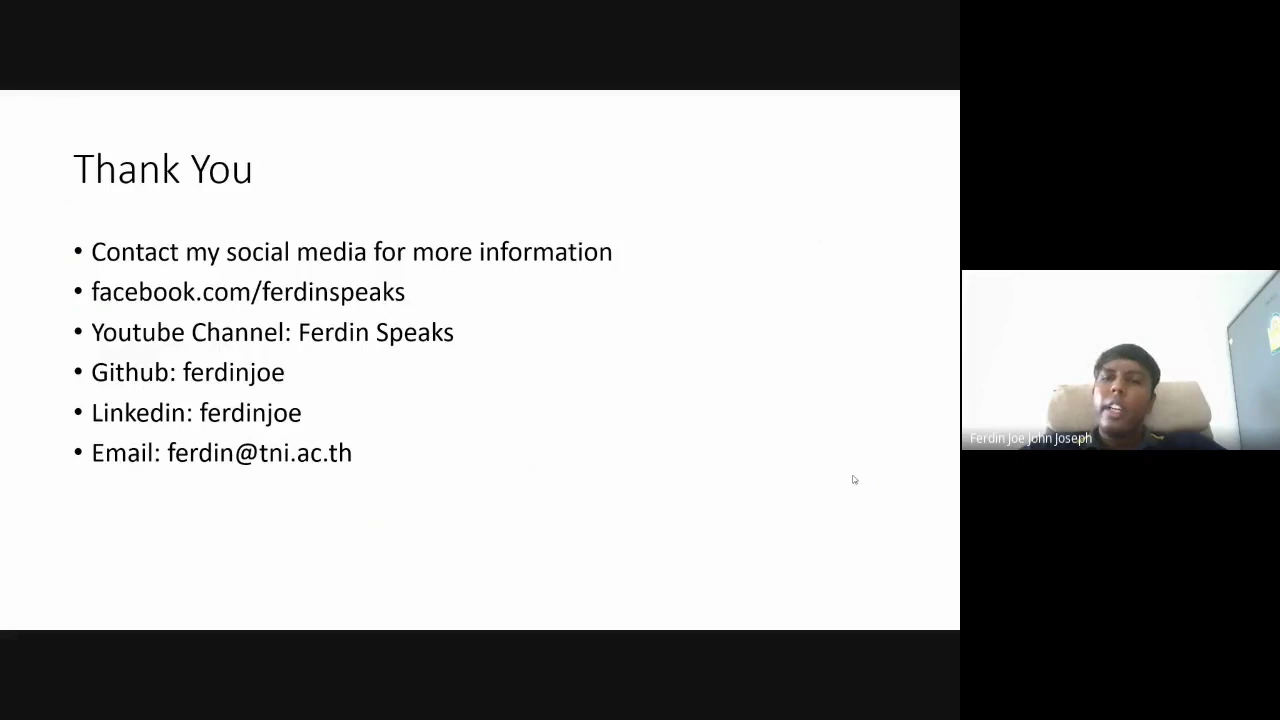 Thank You
• Contact my social media for more information
• facebook.com/ferdinspeaks
• Youtube Channel: Ferdin Speaks
• Github: ferdinjoe
• Linkedin: ferdinjoe
• Email: ferdin@tni.ac.th
Ferdin Joe John Joseph